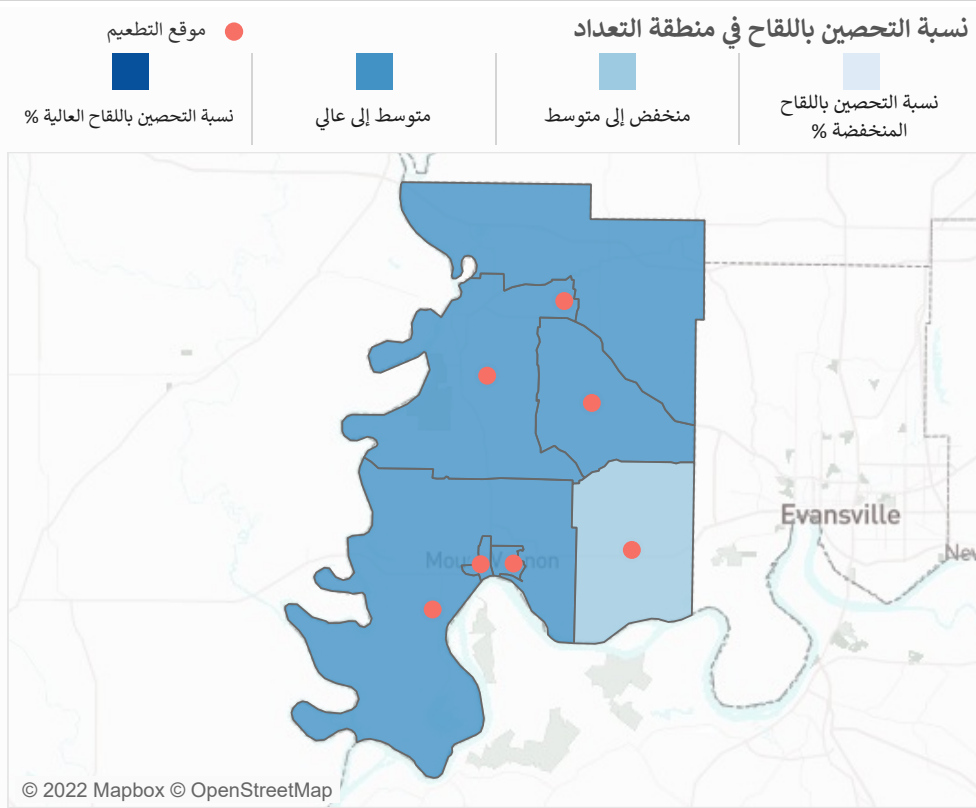 نسبة التحصين باللقاح في منطقة التعداد
موقع التطعيم
نسبة التحصين باللقاح
المنخفضة %
منخفض إلى متوسط
متوسط إلى عالي
نسبة التحصين باللقاح العالية %
Evansville
Mount Vernon
New
© 2022 Mapbox © OpenStreetMap